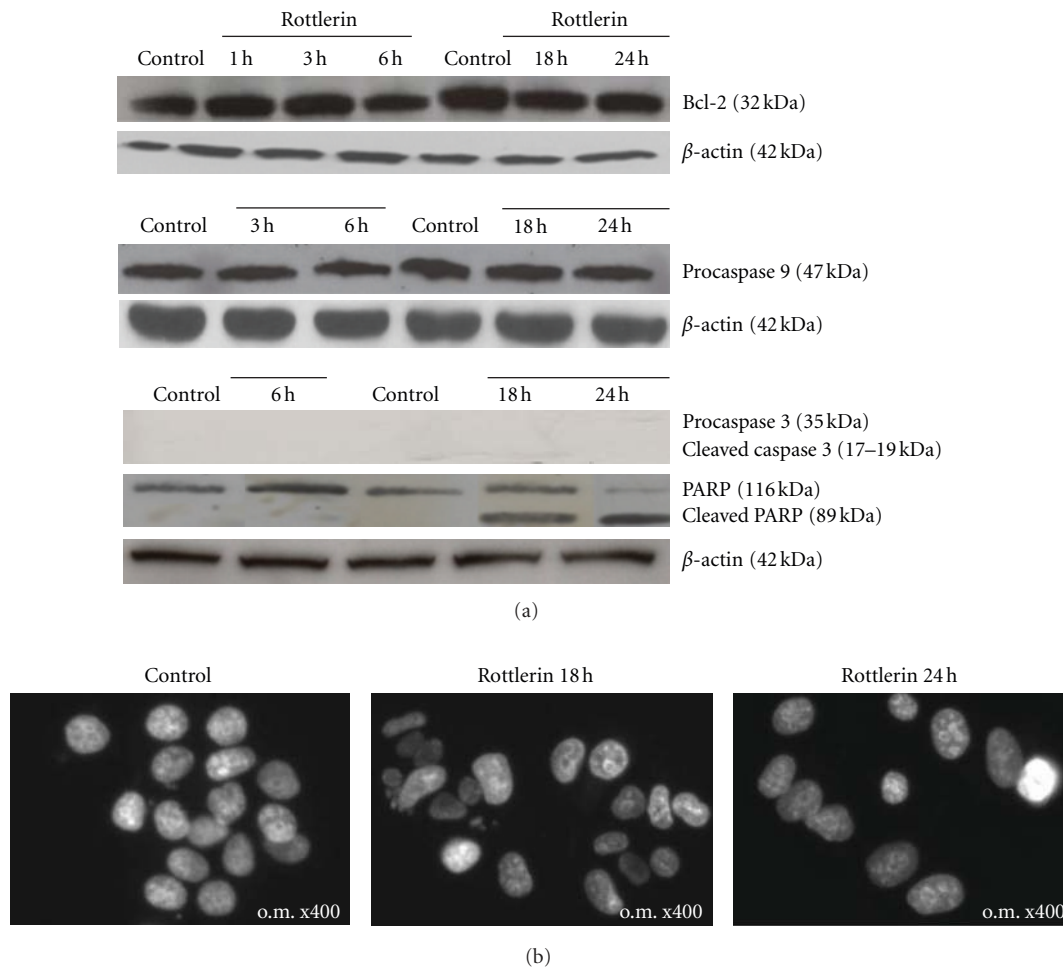 Rottlerin Rottlerin
Control 1 h 3 h 6 h Control 18 h 24 h
Bcl-2 (32 kDa)
β-actin (42 kDa)
Control 3 h 6 h Control 18 h 24 h
Procaspase 9 (47 kDa)
β-actin (42 kDa)
Control 6 h Control 18 h 24 h
Procaspase 3 (35 kDa)
Cleaved caspase 3 (17–19 kDa)
PARP (116 kDa)
Cleaved PARP (89 kDa)
β-actin (42 kDa)
(a)
Control Rottlerin 18 h Rottlerin 24 h
o.m. x400 o.m. x400 o.m. x400
(b)